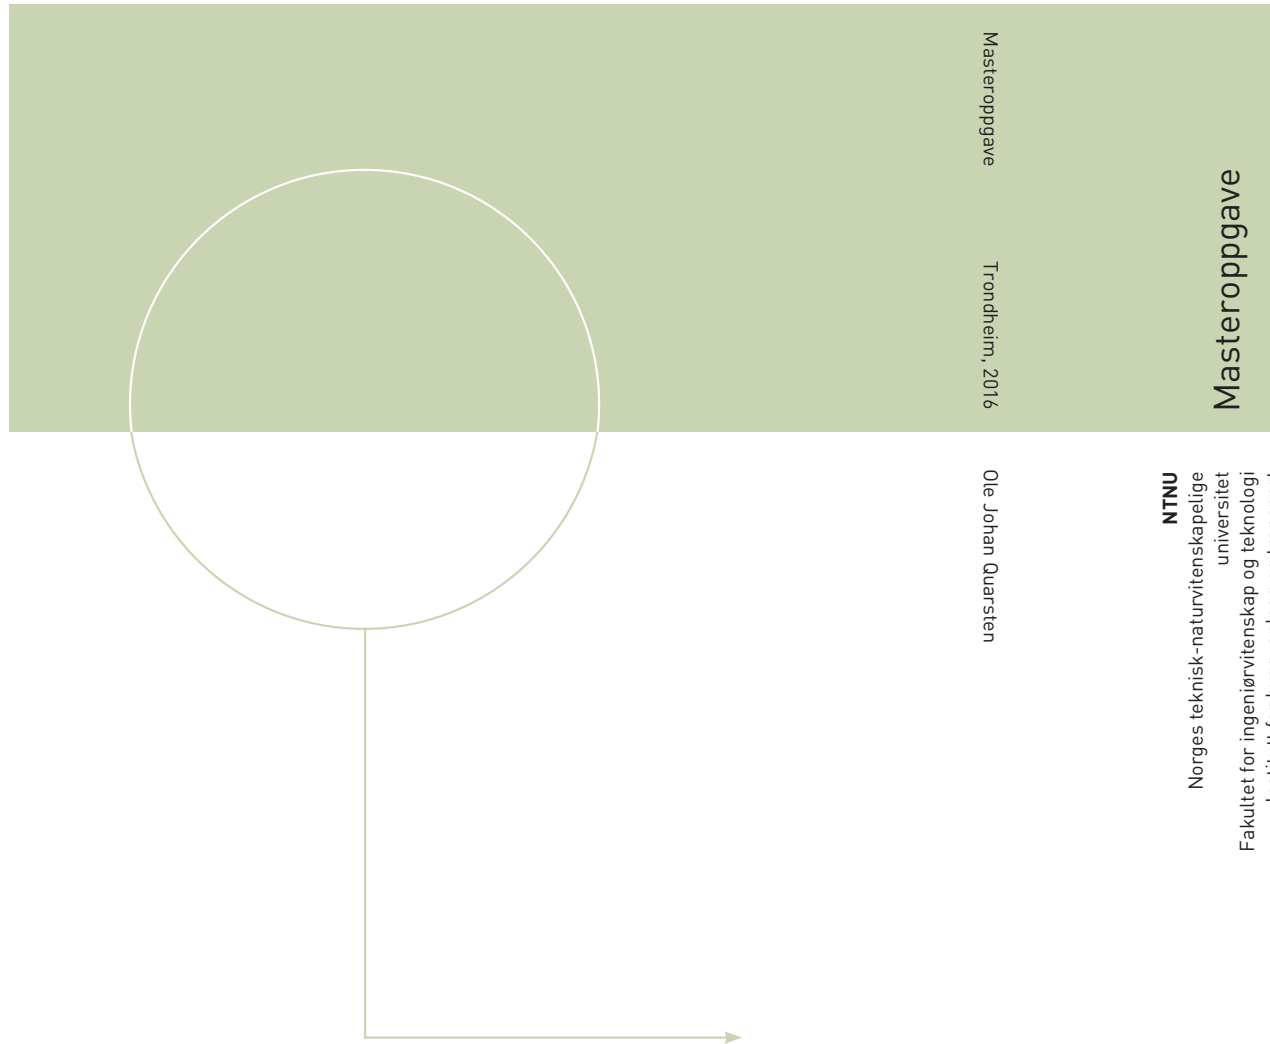 Masteroppgave
Trondheim, 2016
Ole Johan Quarsten
Masteroppgave
NTNU
Norges teknisk-naturvitenskapelige
universitet
Fakultet for ingeniørvitenskap og teknologi